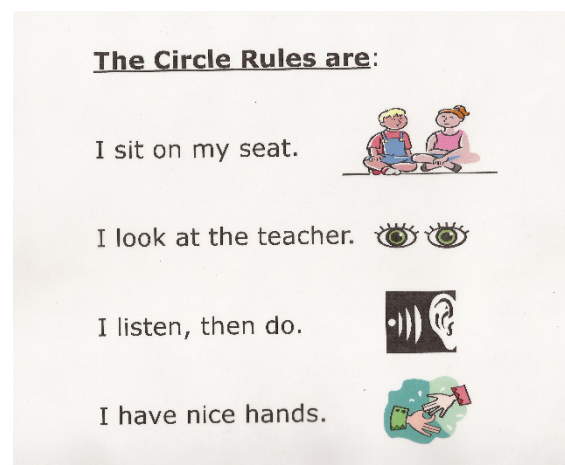 The Circle Rules are:
I sit on my seat.
I look at the teacher.
I listen, then do.
I have nice hands.